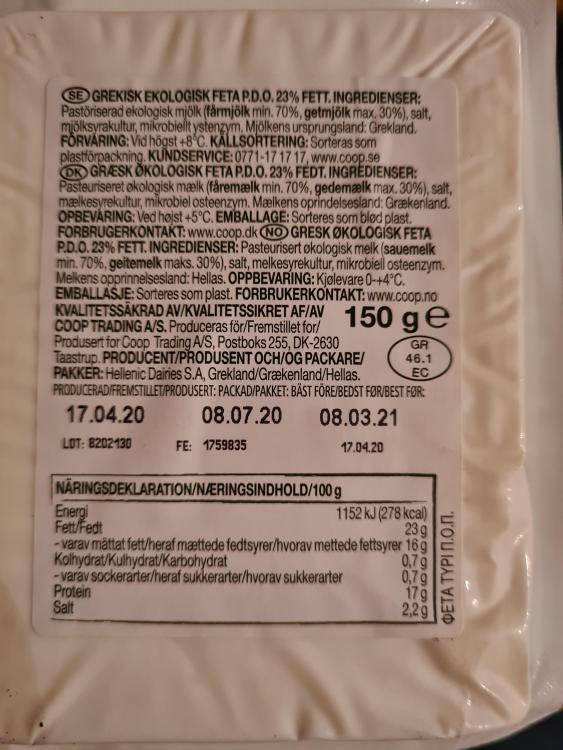 SE GREKISK EKOLOGISK FETA P.D.O. 23% FETT. INGREDIENSER:
Pastöriserad ekologisk mjölk (fårmjölk min. 70%, getmjölk max. 30%), salt,
mjölksyrakultur, mikrobiellt ystenzym. Mjölkens ursprungsland: Grekland.
FÖRVARING: Vid högst +8°C. KÄLLSORTERING: Sorteras som
plastförpackning. KUNDSERVICE: 0771-17 17 17, www.coop.se
DK GRÆSK ØKOLOGISK FETA P.D.O. 23% FEDT. INGREDIENSER:
Pasteuriseret økologisk mælk (fåremælk min. 70%, gedemælk max. 30%), salt,
mælkesyrekultur, mikrobiel osteenzym. Mælkens oprindelsesland: Grækenland.
OPBEVARING: Ved højst +5°C. EMBALLAGE: Sorteres som blød plast.
FORBRUGERKONTAKT: www.coop.dk NO GRESK ØKOLOGISK FETA
P.D.O. 23% FETT. INGREDIENSER: Pasteurisert økologisk melk (sauemelk
min. 70%, geitemelk maks. 30%), salt, melkesyrekultur, mikrobiell osteenzym.
Melkens opprinnelsesland: Hellas. OPPBEVARING: Kjølevare 0-+4°C.
EMBALLASJE: Sorteres som plast. FORBRUKERKONTAKT: www.coop.no
KVALITETSSÄKRAD AV/KVALITETSSIKRET AF/AV
COOP TRADING A/S. Produceras för/Fremstillet for/
Produsert for Coop Trading A/S, Postboks 255, DK-2630
Taastrup. PRODUCENT/PRODUSENT OCH/OG PACKARE/
PAKKER: Hellenic Dairies S.A, Grekland/Grækenland/Hellas.
150 g e
GR
46.1
EC
PRODUCERAD/FREMSTILLET/PRODUSERT: PACKAD/PAKKET: BÄST FÖRE/BEDST FØR/BEST FØR:
17.04.20 08.07.20 08.03.21
LOT: 8202130 FE: 1759835 17.04.20
NÄRINGSDEKLARATION/NÆRINGSINDHOLD/100 g
Energi 1152 kJ (278 kcal)
Fett/Fedt 23 g
- varav mättat fett/heraf mættede fedtsyrer/hvorav mettede fettsyrer 16 g
Kolhydrat/Kulhydrat/Karbohydrat 0,7 g
- varav sockerarter/heraf sukkerarter/hvorav sukkerarter 0,7 g
Protein 17 g
Salt 2,2 g
ΦΕΤΑ ΤΥΡΙ Π.Ο.Π.